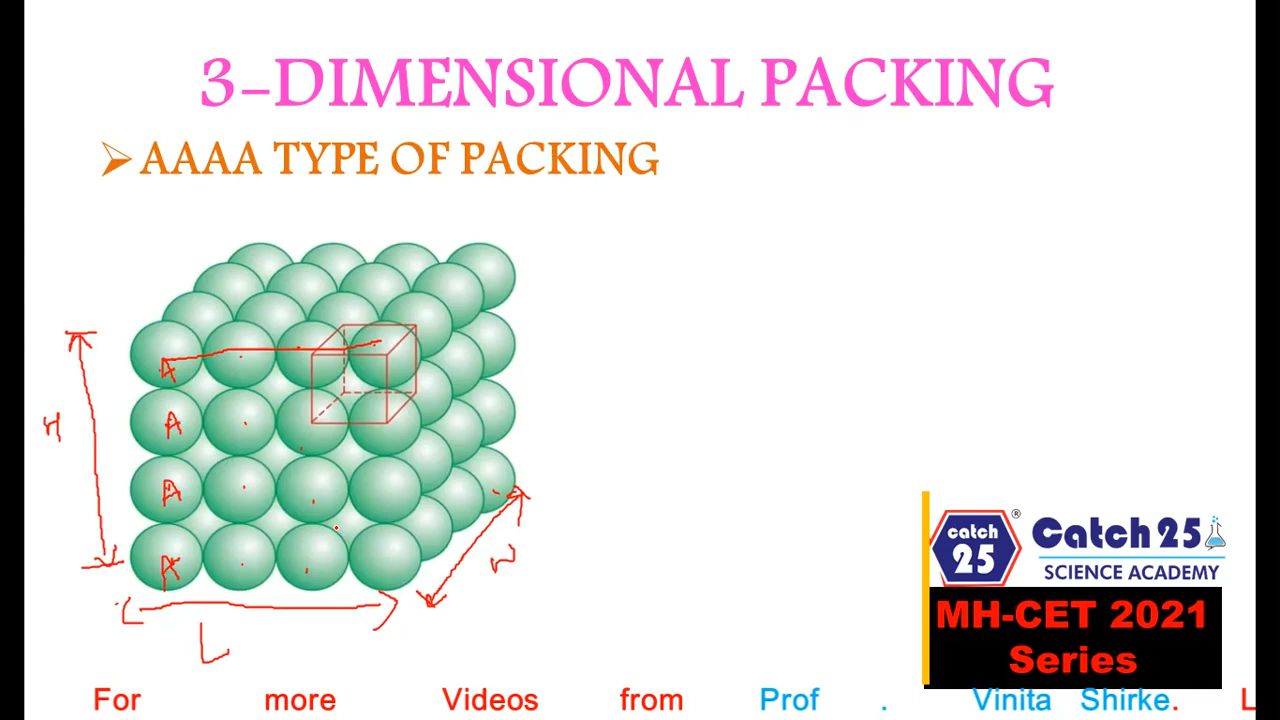 3-DIMENSIONAL PACKING
➢AAAA TYPE OF PACKING
A
H
A
A
A
W
L
catch
25
®
Catch 25
SCIENCE ACADEMY
MH-CET 2021
Series
For more Videos from Prof . Vinita Shirke. L